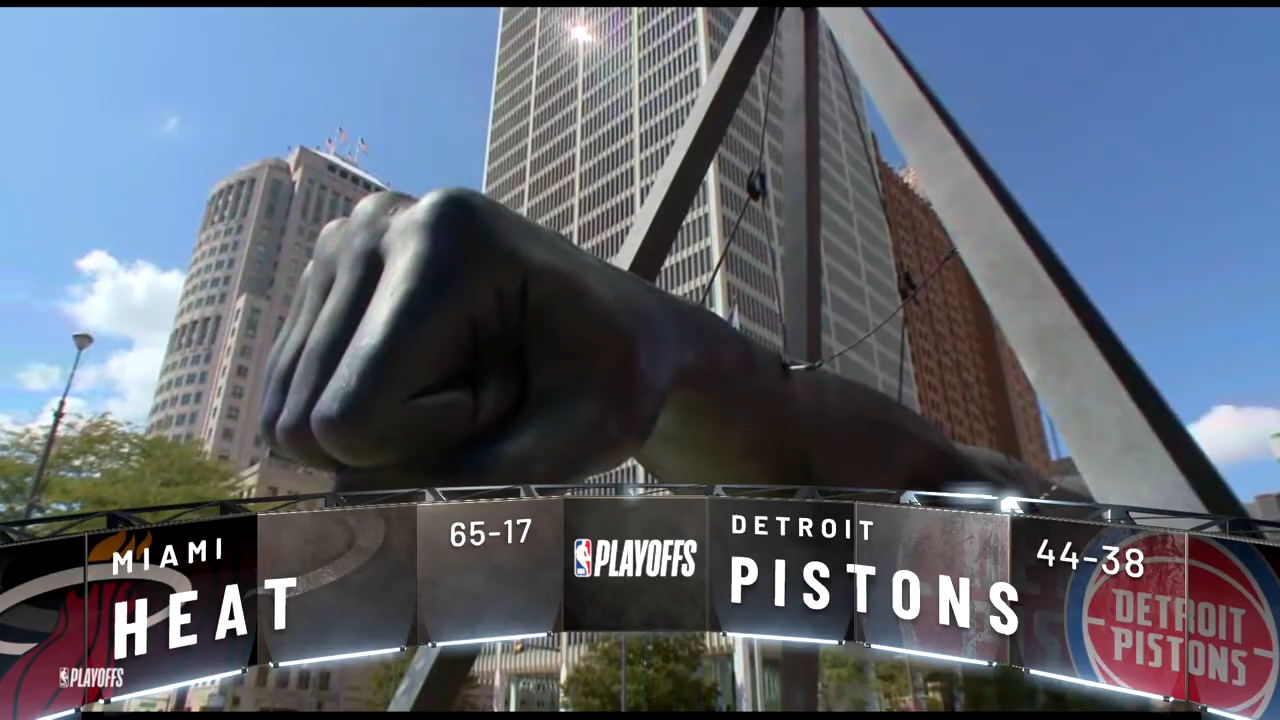 MIAMI
HEAT
65-17
PLAYOFFS
DETROIT
PISTONS
44-38
DETROIT
PISTONS
PLAYOFFS